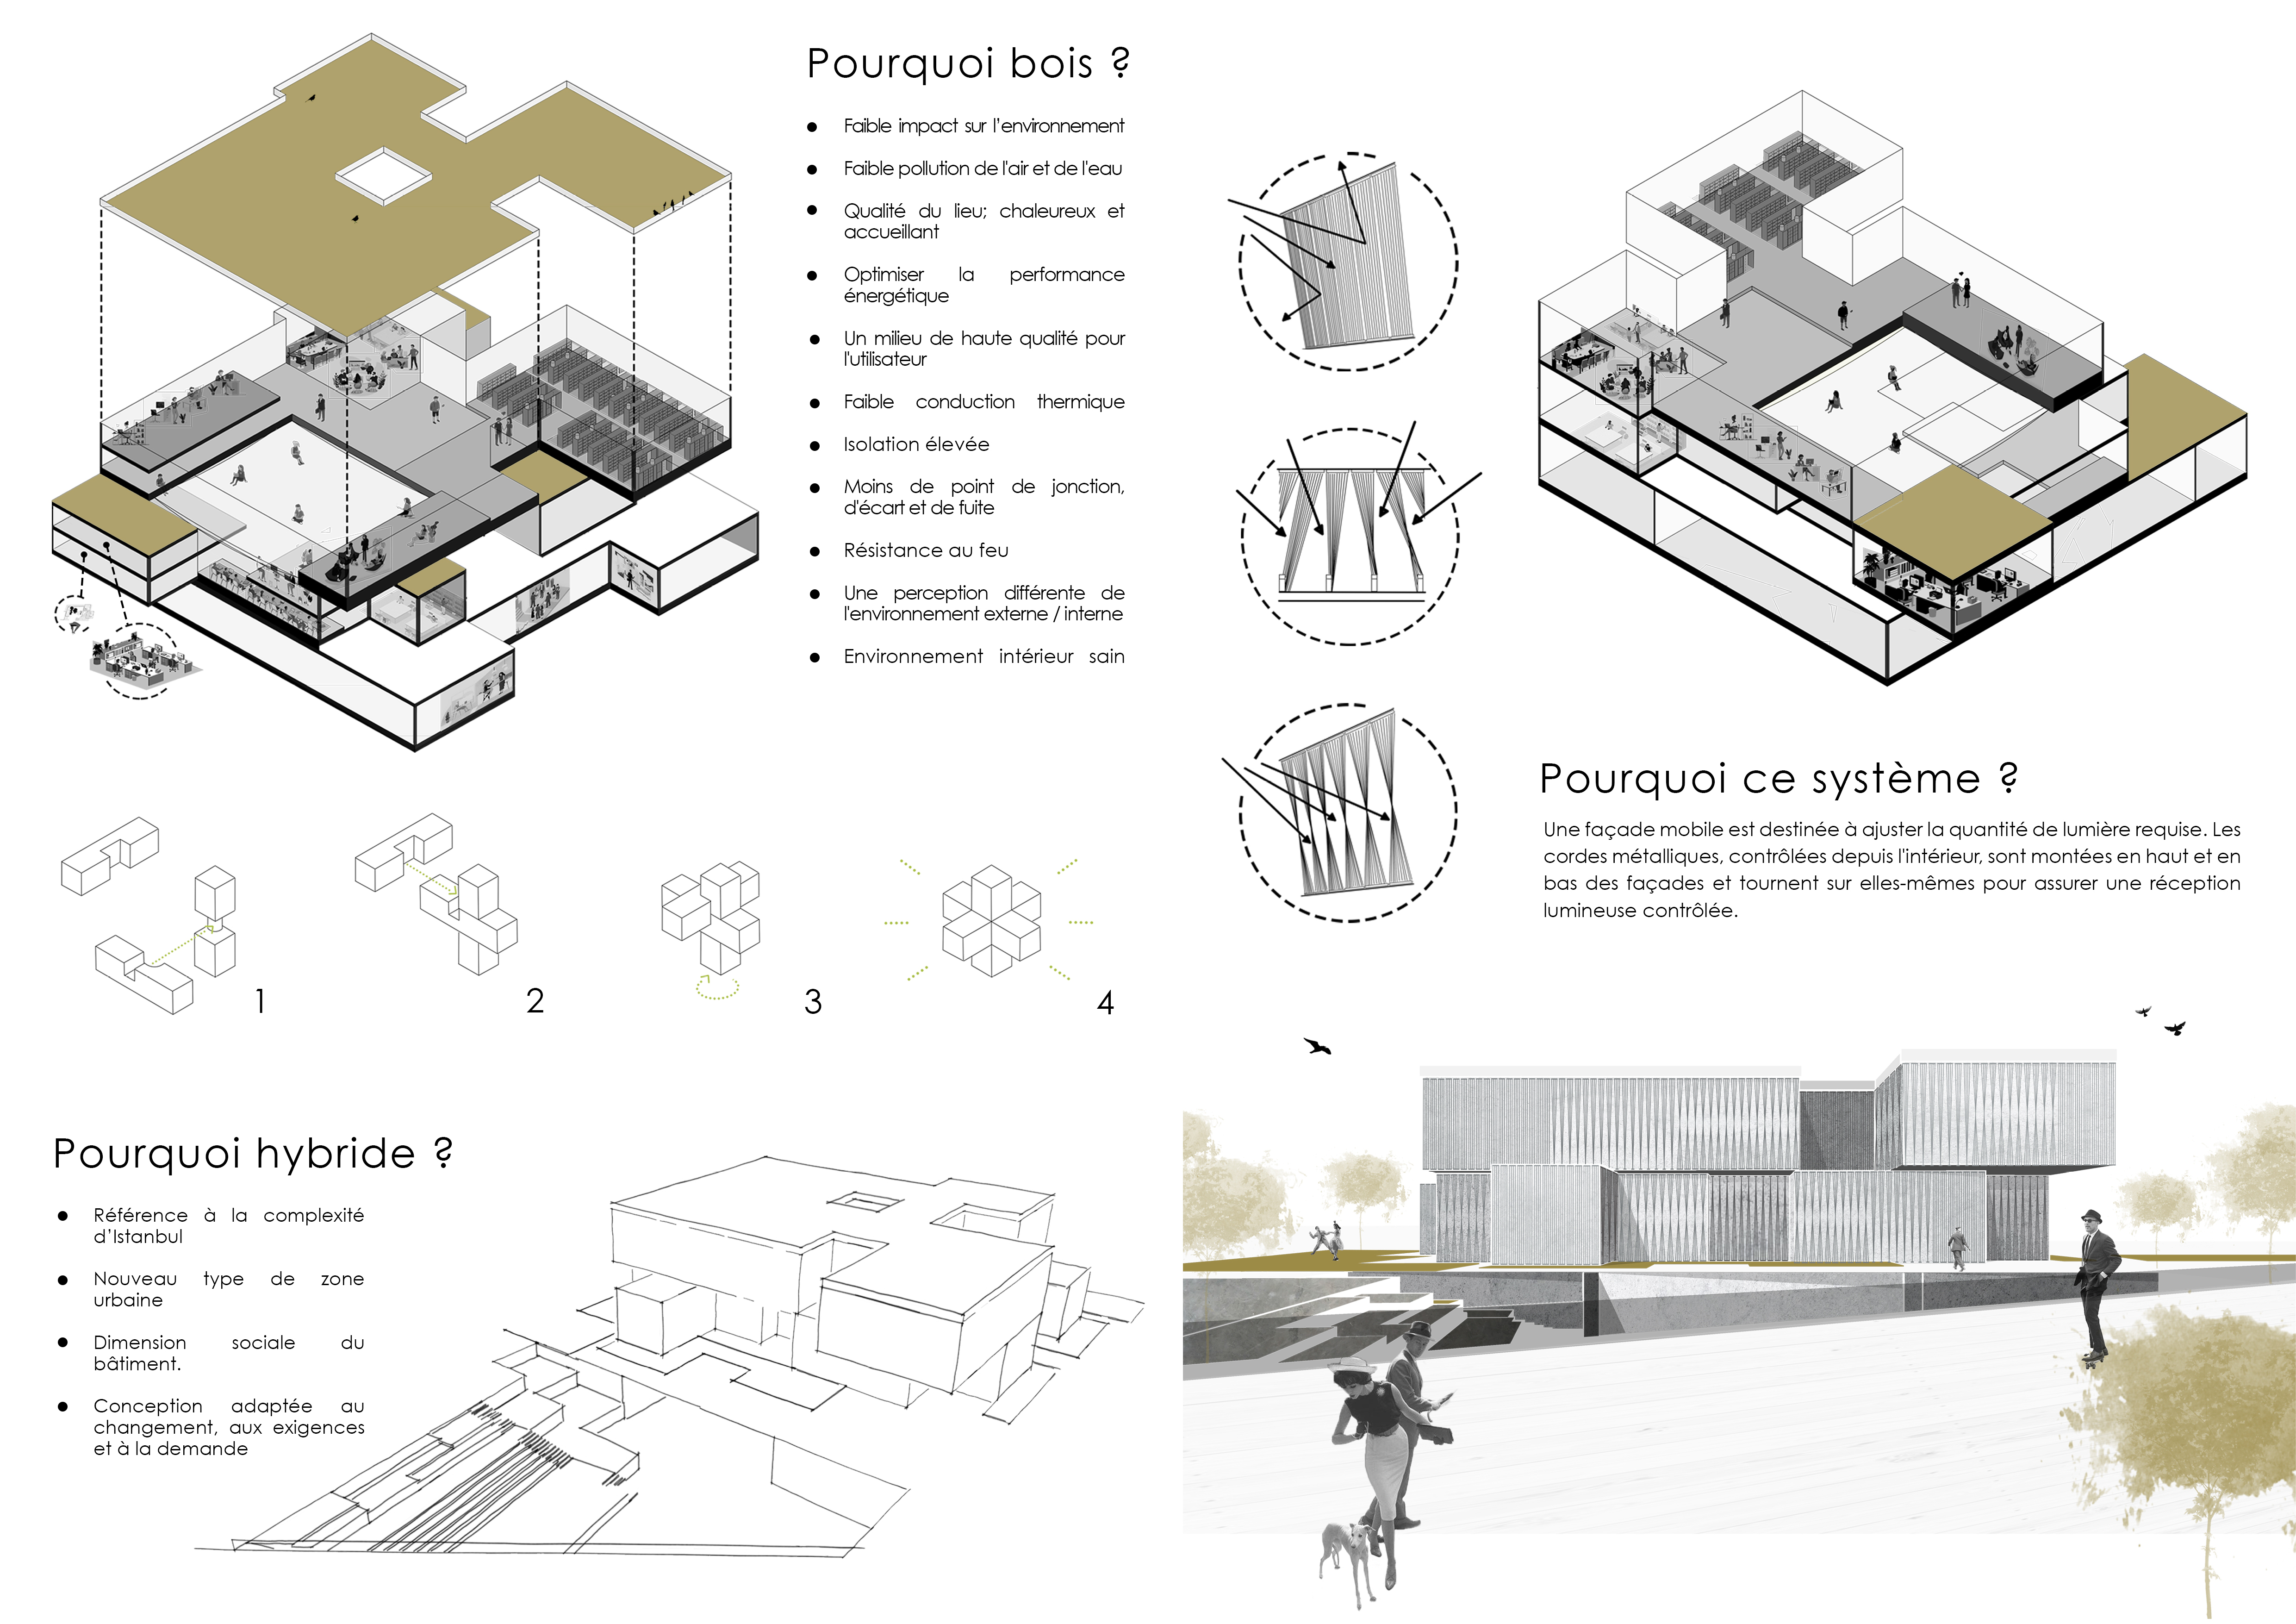 Pourquoi bois ?
● Faible impact sur l'environnement
● Faible pollution de l'air et de l'eau
● Qualité du lieu; chaleureux et
accueillant
● Optimiser la performance
énergétique
● Un milieu de haute qualité pour
l'utilisateur
● Faible conduction thermique
● Isolation élevée
● Moins de point de jonction,
d'écart et de fuite
● Résistance au feu
● Une perception différente de
l'environnement externe / interne
● Environnement intérieur sain
Pourquoi ce système ?
Une façade mobile est destinée à ajuster la quantité de lumière requise. Les
cordes métalliques, contrôlées depuis l'intérieur, sont montées en haut et en
bas des façades et tournent sur elles-mêmes pour assurer une réception
lumineuse contrôlée.
1
2
3
4
Pourquoi hybride ?
● Référence à la complexité
d'Istanbul
● Nouveau type de zone
urbaine
● Dimension sociale du
bâtiment.
● Conception adaptée au
changement, aux exigences
et à la demande